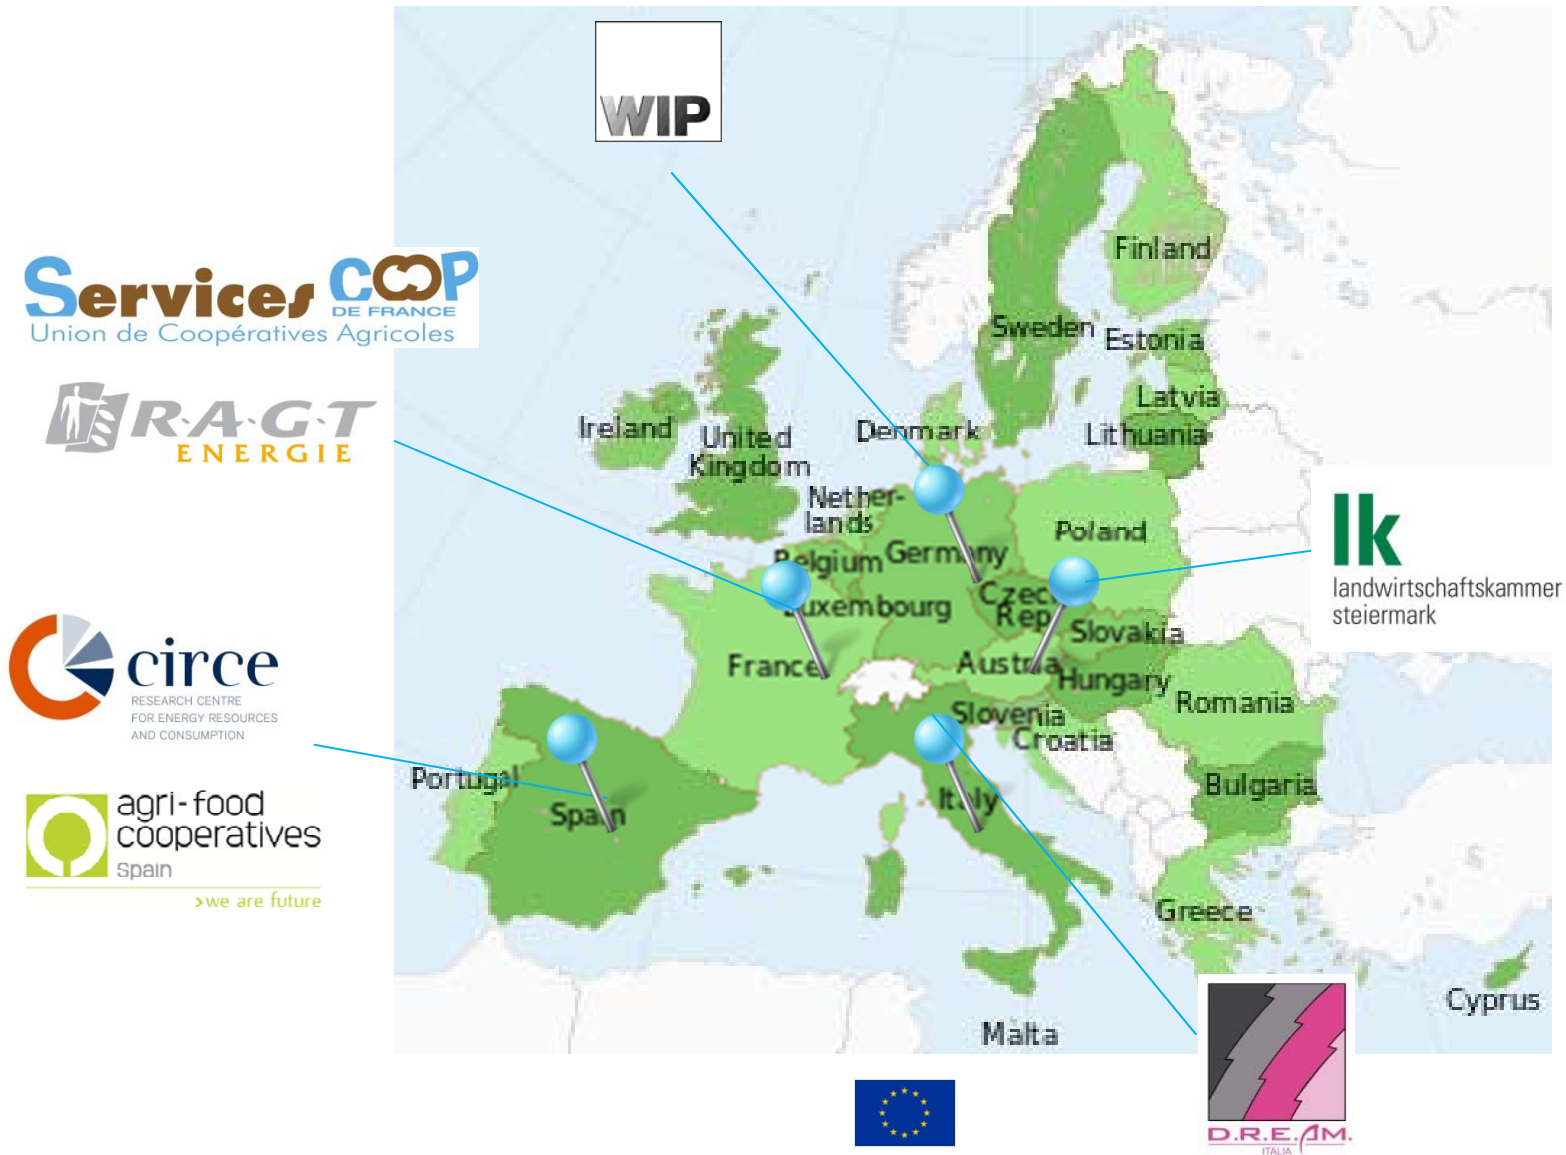 WIP
Services COOP
DE FRANCE
Union de Coopératives Agricoles
R·A·G·T
ENERGIE
circe
RESEARCH CENTRE
FOR ENERGY RESOURCES
AND CONSUMPTION
agri-food
cooperatives
Spain
>we are future
Finland
Sweden
Estonia
Latvia
Lithuania
Denmark
Ireland
United
Kingdom
Nether-
lands
Poland
Belgium
Germany
Luxembourg
Czech
Rep
Slovakia
France
Austria
Hungary
Romania
Slovenia
Croatia
Portugal
Spain
Italy
Bulgaria
Greece
Cyprus
Malta
S
lk
landwirtschaftskammer
steiermark
D.R.E.AM.
ITALIA